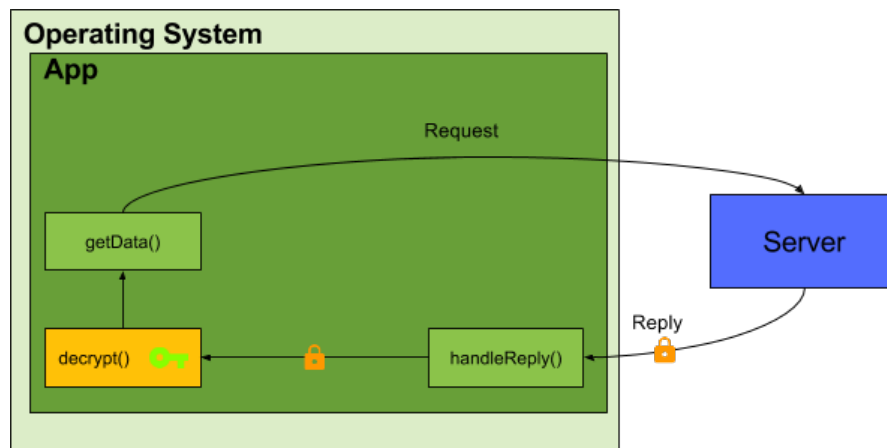 Operating System
App
Request
getData()
Server
Reply
decrypt()
handleReply()